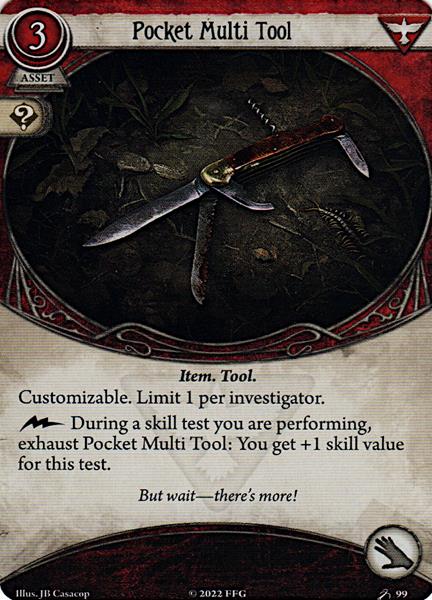 3
Pocket Multi Tool
ASSET
?
Item. Tool.
Customizable. Limit 1 per investigator.
During a skill test you are performing,
exhaust Pocket Multi Tool: You get +1 skill value
for this test.
But wait—there's more!
Illus. JB Casacop
© 2022 FFG
99